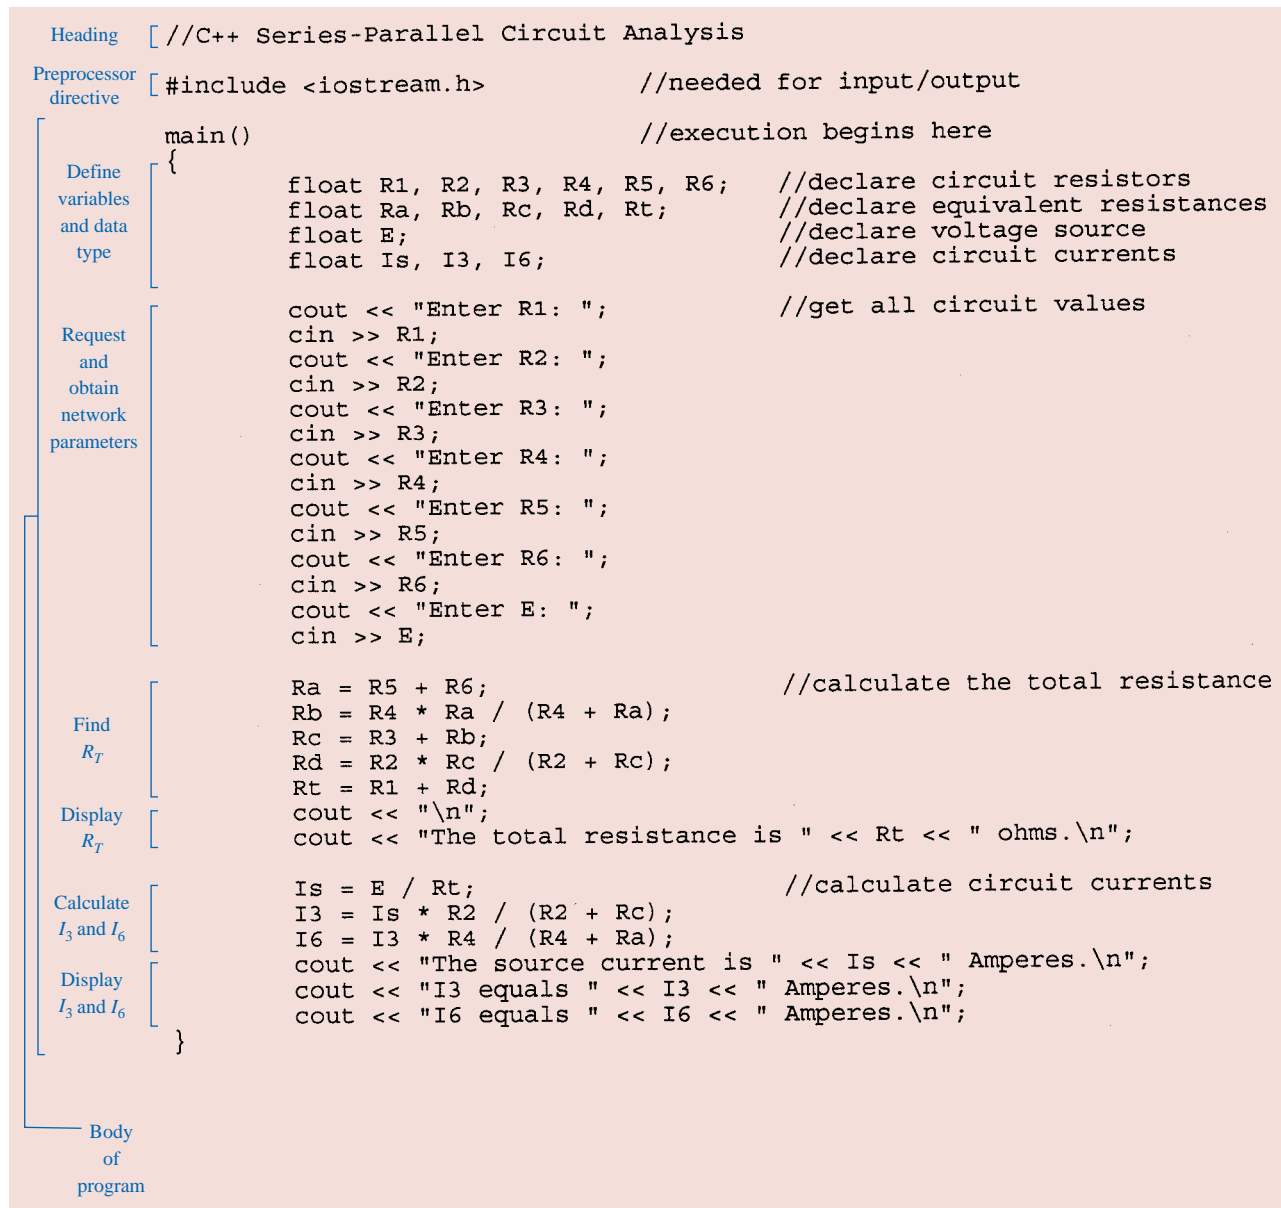 Heading //C++ Series-Parallel Circuit Analysis
Preprocessor directive #include <iostream.h> //needed for input/output
main() //execution begins here
{
Define variables and data type
float R1, R2, R3, R4, R5, R6; //declare circuit resistors
float Ra, Rb, Rc, Rd, Rt; //declare equivalent resistances
float E; //declare voltage source
float Is, I3, I6; //declare circuit currents
Request and obtain network parameters
cout << "Enter R1: "; //get all circuit values
cin >> R1;
cout << "Enter R2: ";
cin >> R2;
cout << "Enter R3: ";
cin >> R3;
cout << "Enter R4: ";
cin >> R4;
cout << "Enter R5: ";
cin >> R5;
cout << "Enter R6: ";
cin >> R6;
cout << "Enter E: ";
cin >> E;
Find R_T
Ra = R5 + R6; //calculate the total resistance
Rb = R4 * Ra / (R4 + Ra);
Rc = R3 + Rb;
Rd = R2 * Rc / (R2 + Rc);
Rt = R1 + Rd;
Display R_T
cout << "\n";
cout << "The total resistance is " << Rt << " ohms.\n";
Calculate I3 and I6
Is = E / Rt; //calculate circuit currents
I3 = Is * R2 / (R2 + Rc);
I6 = I3 * R4 / (R4 + Ra);
Display I3 and I6
cout << "The source current is " << Is << " Amperes.\n";
cout << "I3 equals " << I3 << " Amperes.\n";
cout << "I6 equals " << I6 << " Amperes.\n";
}
Body
of
program